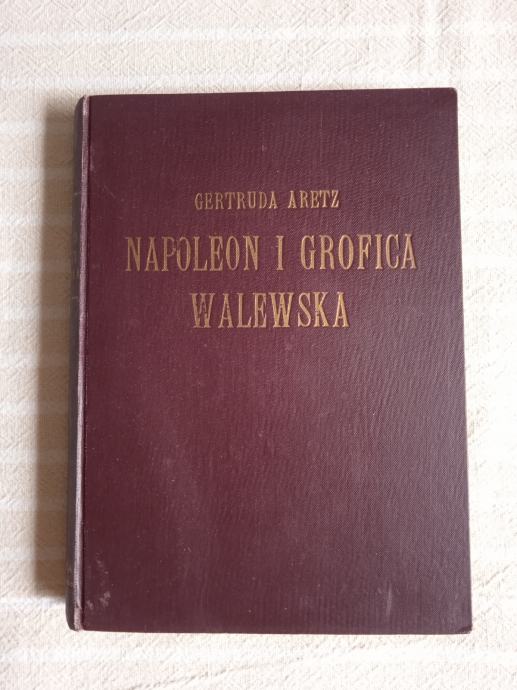 GERTRUDA ARETZ
NAPOLEON I GROFICA
WALEWSKA